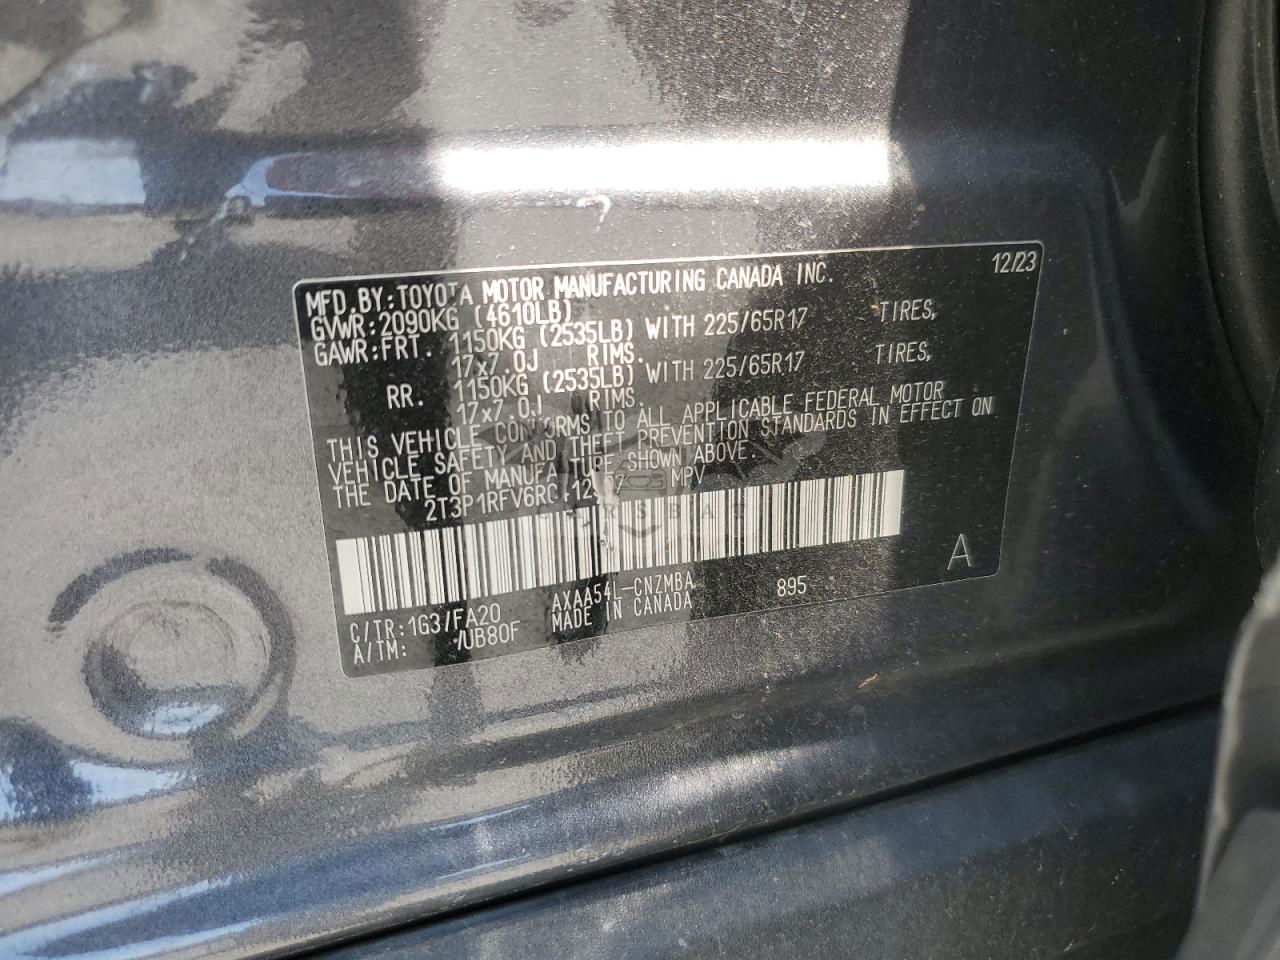 12/23
MFD.BY:TOYOTA MOTOR MANUFACTURING CANADA INC.
GVWR:2090KG (4610LB)
GAWR:FRT. 1150KG (2535LB) WITH 225/65R17 TIRES,
17x7.0J RIMS.
RR. 1150KG (2535LB) WITH 225/65R17 TIRES,
17x7.0J RIMS.
THIS VEHICLE CONFORMS TO ALL APPLICABLE FEDERAL MOTOR
VEHICLE SAFETY AND THEFT PREVENTION STANDARDS IN EFFECT ON
THE DATE OF MANUFACTURE SHOWN ABOVE.
MPV
A
C/TR:1G3/FA20 AXAA54L-CNZMBA 895
A/TM: /UB80F MADE IN CANADA